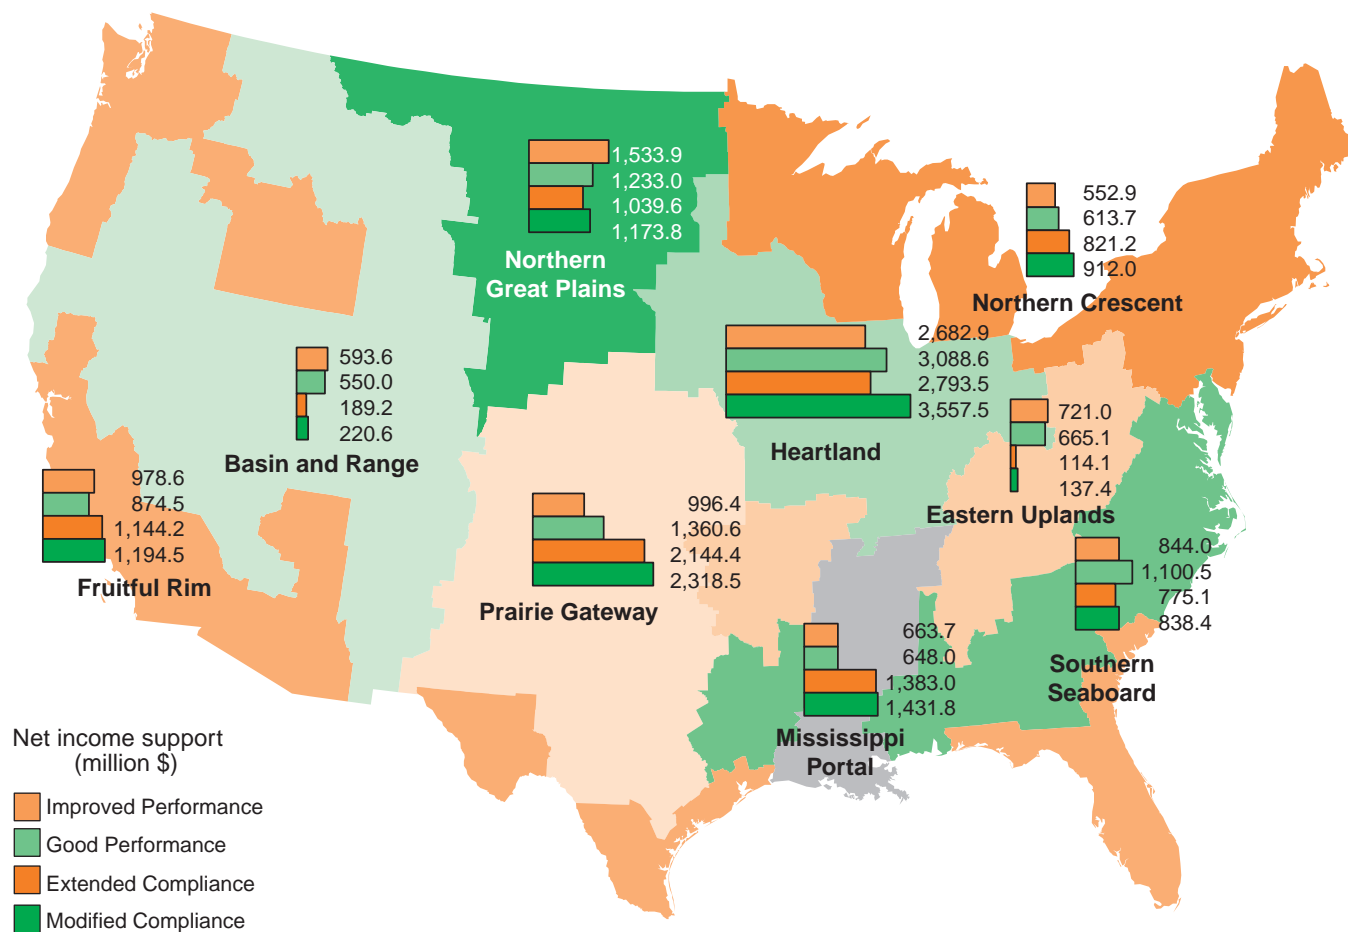 1,533.9
1,233.0
1,039.6
1,173.8
Northern
Great Plains
552.9
613.7
821.2
912.0
Northern Crescent
2,682.9
3,088.6
2,793.5
3,557.5
Heartland
593.6
550.0
189.2
220.6
Basin and Range
721.0
665.1
114.1
137.4
Eastern Uplands
978.6
874.5
1,144.2
1,194.5
Fruitful Rim
996.4
1,360.6
2,144.4
2,318.5
Prairie Gateway
844.0
1,100.5
775.1
838.4
Southern
Seaboard
663.7
648.0
1,383.0
1,431.8
Mississippi
Portal
Net income support
(million $)
Improved Performance
Good Performance
Extended Compliance
Modified Compliance